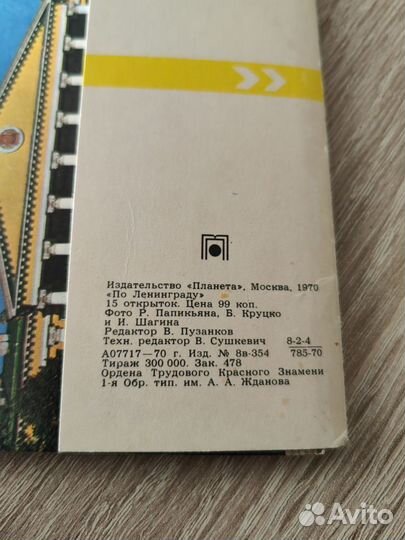 Издательство «Планета», Москва, 1970
«По Ленинграду»
15 открыток. Цена 99 коп.
Фото Р. Папикьяна, Б. Круцко
и И. Шагина
Редактор В. Пузанков
Техн. редактор В. Сушкевич 8-2-4
А07717—70 г. Изд. № 8в-354 785-70
Тираж 300 000. Зак. 478
Ордена Трудового Красного Знамени
1-я Обр. тип. им. А. А. Жданова
Avito